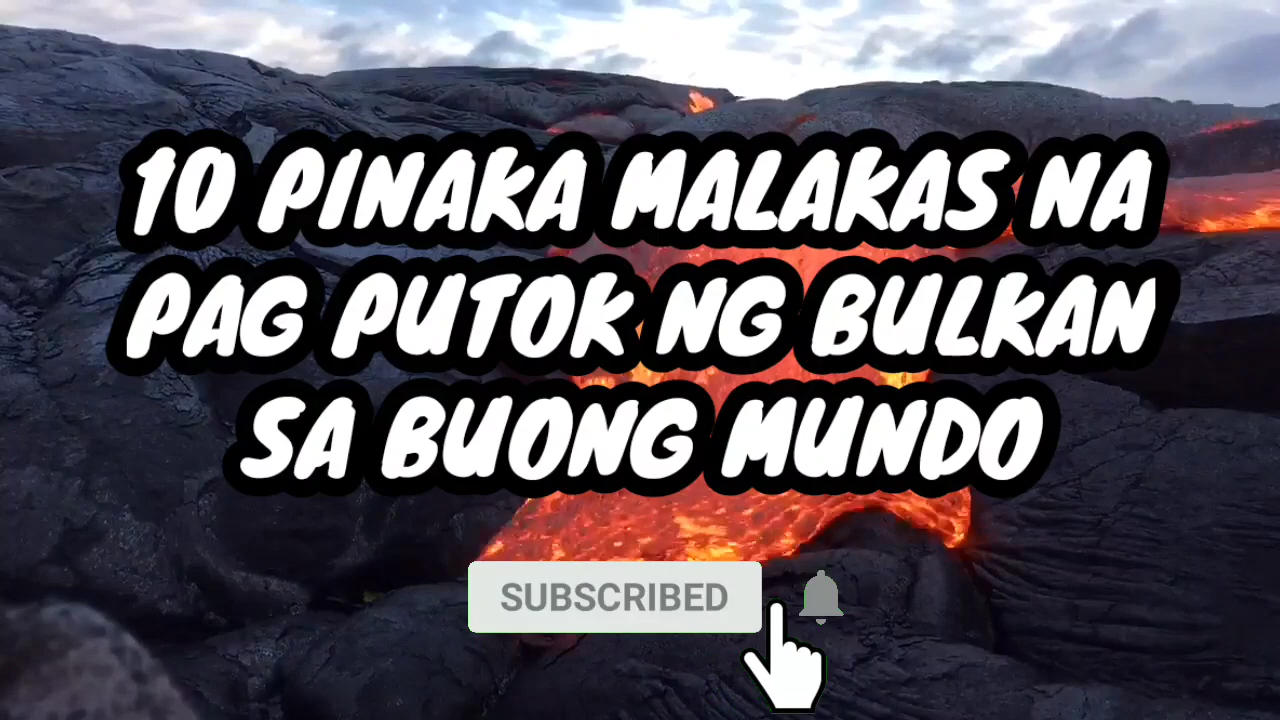 10 PINAKA MALAKAS NA
PAG PUTOK NG BULKAN
SA BUONG MUNDO
SUBSCRIBED